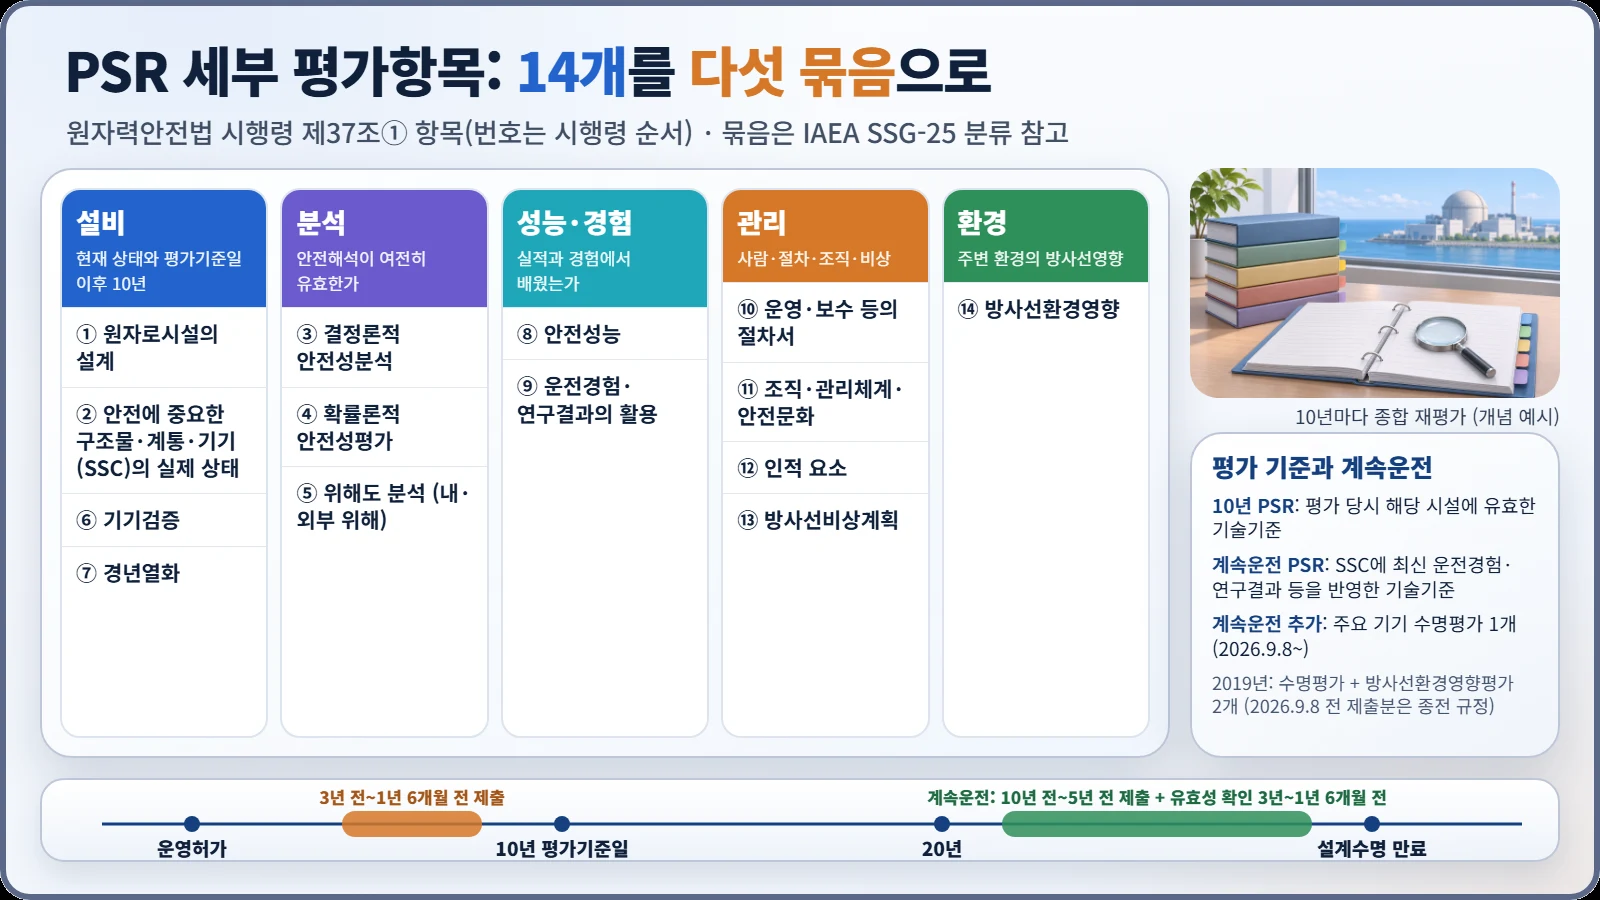 PSR 세부 평가항목: 14개를 다섯 묶음으로
원자력안전법 시행령 제37조① 항목(번호는 시행령 순서) · 묶음은 IAEA SSG-25 분류 참고
설비
현재 상태와 평가기준일
이후 10년
① 원자로시설의
설계
② 안전에 중요한
구조물·계통·기기
(SSC)의 실제 상태
⑥ 기기검증
⑦ 경년열화
분석
안전해석이 여전히
유효한가
③ 결정론적
안전성분석
④ 확률론적
안전성평가
⑤ 위해도 분석 (내·
외부 위해)
성능·경험
실적과 경험에서
배웠는가
⑧ 안전성능
⑨ 운전경험·
연구결과의 활용
관리
사람·절차·조직·비상
⑩ 운영·보수 등의
절차서
⑪ 조직·관리체계·
안전문화
⑫ 인적 요소
⑬ 방사선비상계획
환경
주변 환경의 방사선영향
⑭ 방사선환경영향
10년마다 종합 재평가 (개념 예시)
평가 기준과 계속운전
10년 PSR: 평가 당시 해당 시설에 유효한
기술기준
계속운전 PSR: SSC에 최신 운전경험·
연구결과 등을 반영한 기술기준
계속운전 추가: 주요 기기 수명평가 1개
(2026.9.8~)
2019년: 수명평가 + 방사선환경영향평가
2개 (2026.9.8 전 제출분은 종전 규정)
3년 전~1년 6개월 전 제출
계속운전: 10년 전~5년 전 제출 + 유효성 확인 3년~1년 6개월 전
운영허가
10년 평가기준일
20년
설계수명 만료